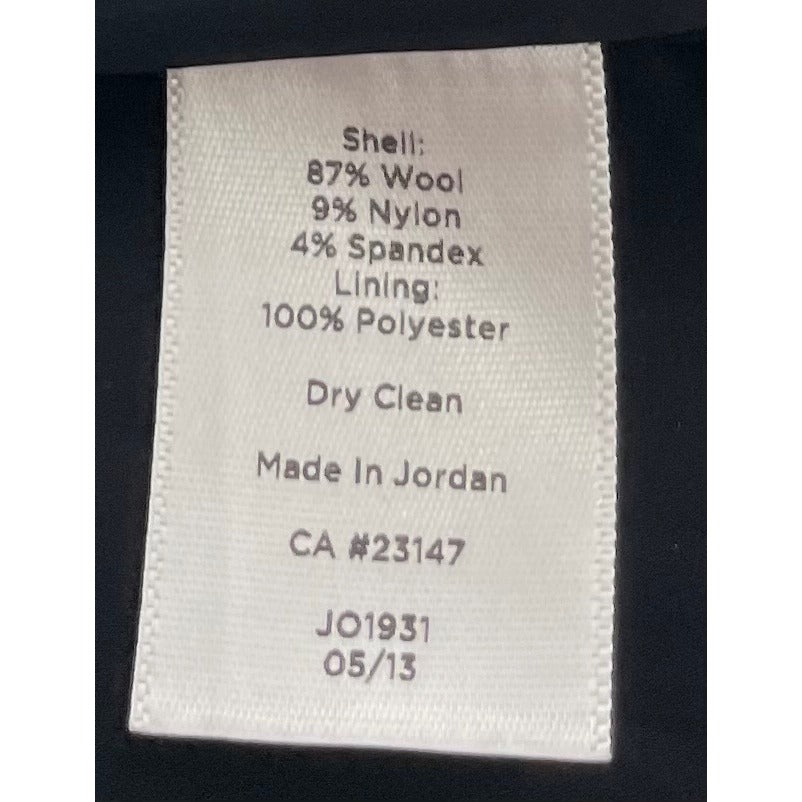 Shell:
87% Wool
9% Nylon
4% Spandex
Lining:
100% Polyester
Dry Clean
Made In Jordan
CA #23147
JO1931
05/13